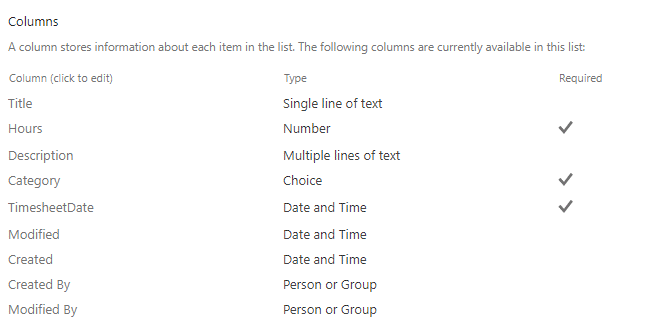 Columns
A column stores information about each item in the list. The following columns are currently available in this list:
Column (click to edit) Type Required
Title Single line of text
Hours Number
Description Multiple lines of text
Category Choice
TimesheetDate Date and Time
Modified Date and Time
Created Date and Time
Created By Person or Group
Modified By Person or Group